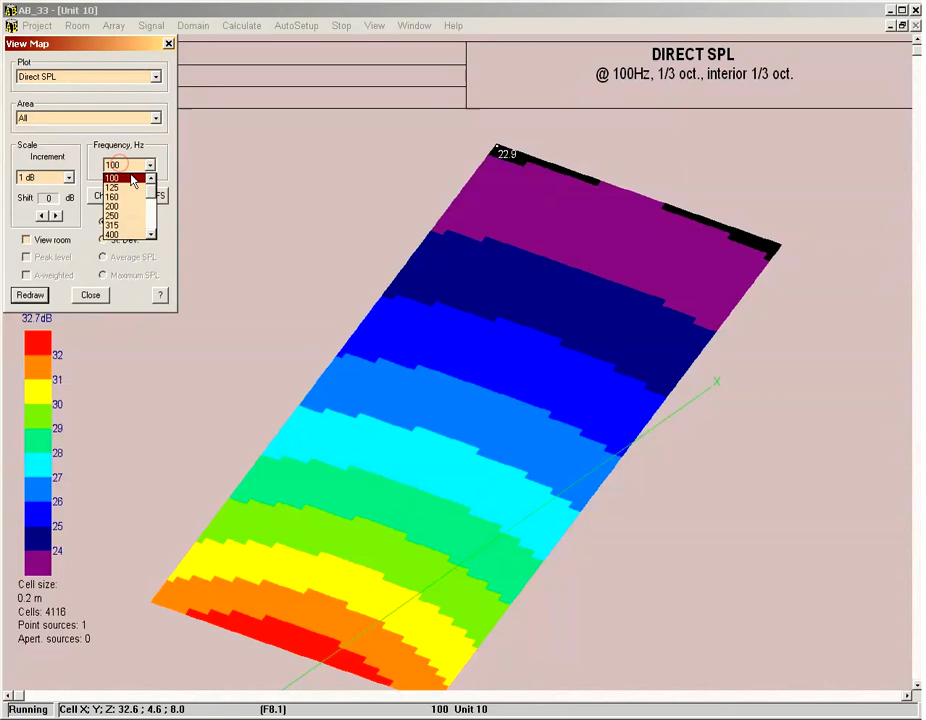 AB_33 - [Unit 10]
Project Room Array Signal Domain Calculate AutoSetup Stop View Window Help
View Map
DIRECT SPL
@ 100Hz, 1/3 oct., interior 1/3 oct.
Plot
Direct SPL
Area
All
Scale
Increment
1 dB
Shift 0 dB
Frequency, Hz
100
100
125
160
200
250
315
400
View room
St. Dev.
Peak level
Average SPL
A-weighted
Maximum SPL
Redraw Close ?
22.9
32.7dB
32
31
30
29
28
27
26
25
24
X
Cell size:
0.2 m
Cells: 4116
Point sources: 1
Apert. sources: 0
Running Cell X; Y; Z: 32.6 ; 4.6 ; 8.0 (F8.1) 100 Unit 10